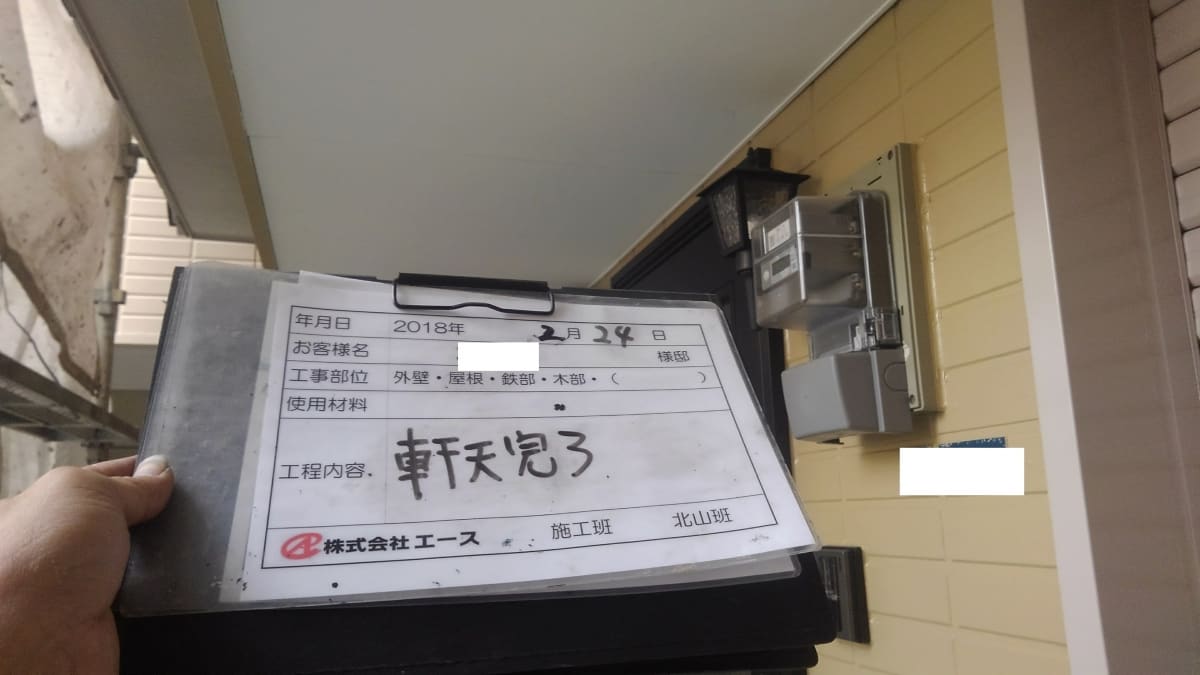 年月日 2018年 2月 24 日
お客様名 様邸
工事部位 外壁・屋根・鉄部・木部・( )
使用材料
工程内容. 軒天完了
株式会社エース 施工班 北山班